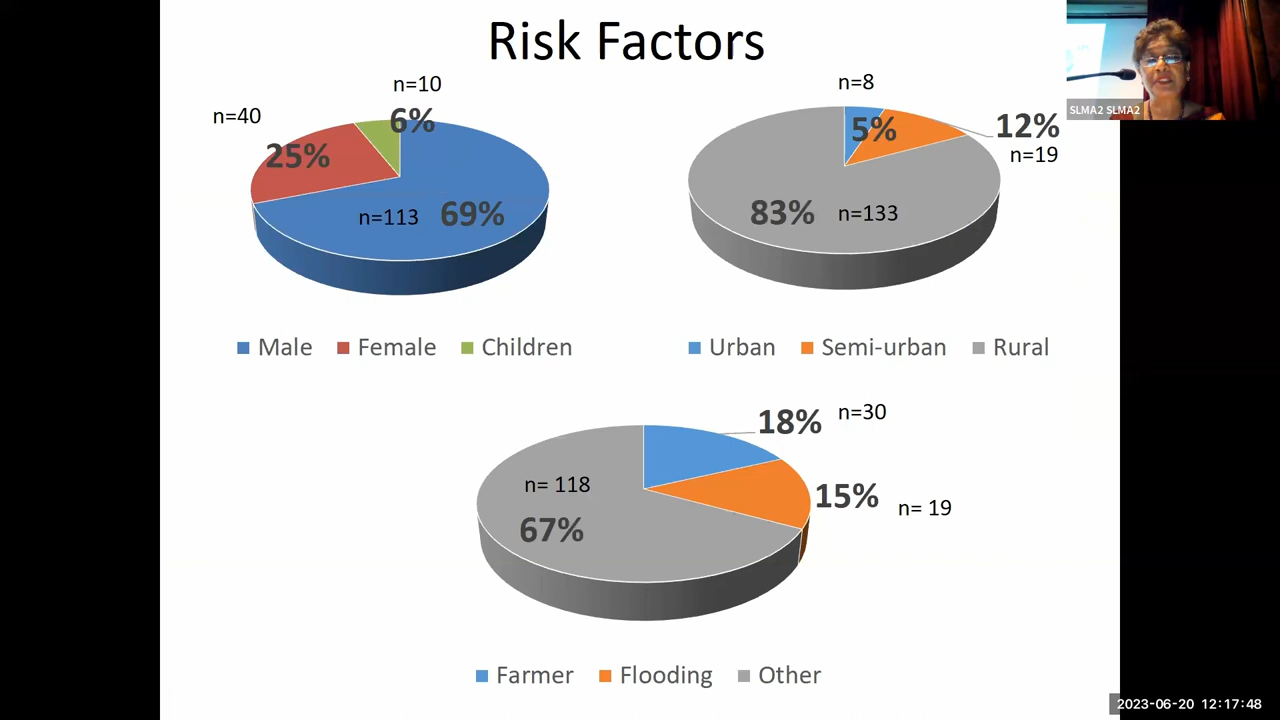 Risk Factors
n=10
n=40
6%
25%
n=113 69%
Male Female Children
n=8
5%
12%
n=19
83% n=133
Urban Semi-urban Rural
18% n=30
n= 118
15% n= 19
67%
Farmer Flooding Other
SLMA2 SLMA2
2023-06-20 12:17:48